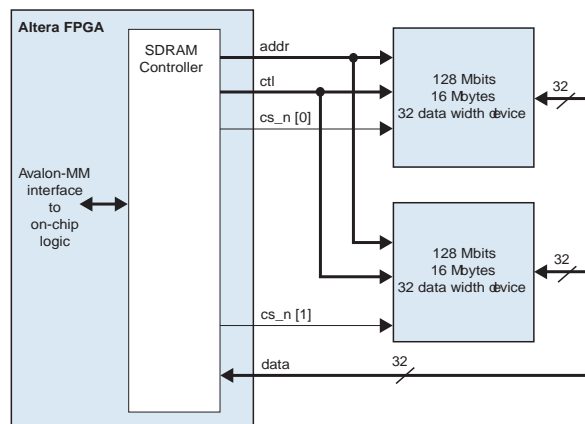 Altera FPGA
SDRAM
Controller
addr
ctl
cs_n [0]
128 Mbits
16 Mbytes
32 data width device
32
Avalon-MM
interface
to
on-chip
logic
128 Mbits
16 Mbytes
32 data width device
32
cs_n [1]
data
32